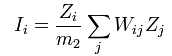 I_i = \frac{Z_i}{m_2} \sum_j W_{ij} Z_j